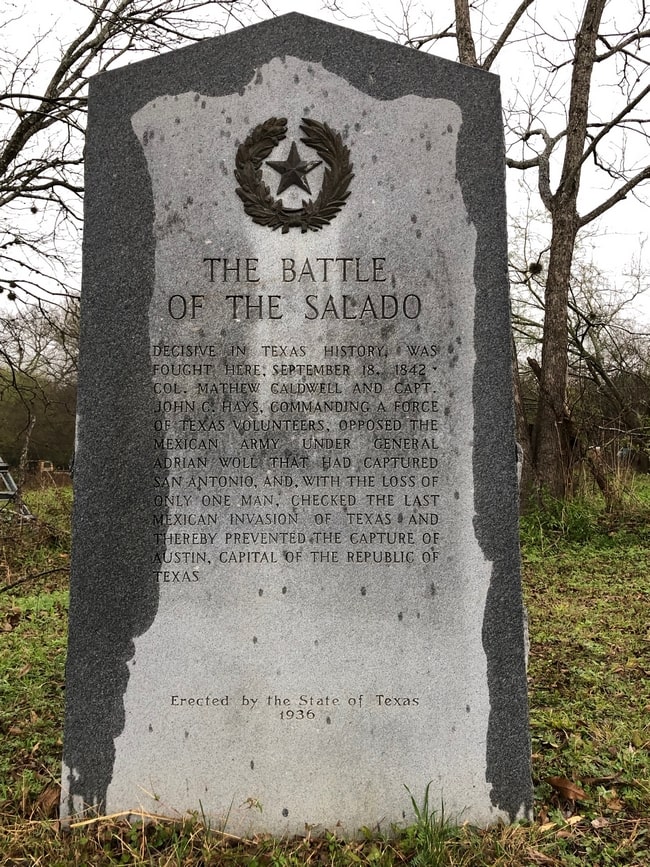 THE BATTLE
OF THE SALADO
DECISIVE IN TEXAS HISTORY, WAS
FOUGHT HERE, SEPTEMBER 18, 1842 •
COL. MATHEW CALDWELL AND CAPT.
JOHN C. HAYS, COMMANDING A FORCE
OF TEXAS VOLUNTEERS, OPPOSED THE
MEXICAN ARMY UNDER GENERAL
ADRIAN WOLL THAT HAD CAPTURED
SAN ANTONIO, AND, WITH THE LOSS OF
ONLY ONE MAN, CHECKED THE LAST
MEXICAN INVASION OF TEXAS AND
THEREBY PREVENTED THE CAPTURE OF
AUSTIN, CAPITAL OF THE REPUBLIC OF
TEXAS
Erected by the State of Texas
1936